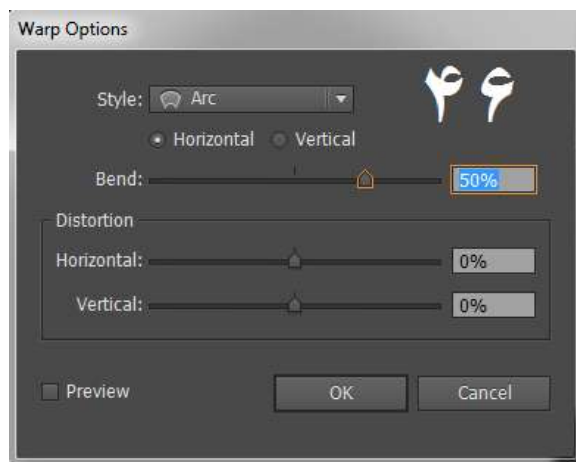 Warp Options
۴۶
Style: Arc
Horizontal Vertical
Bend: 50%
Distortion
Horizontal: 0%
Vertical: 0%
Preview OK Cancel